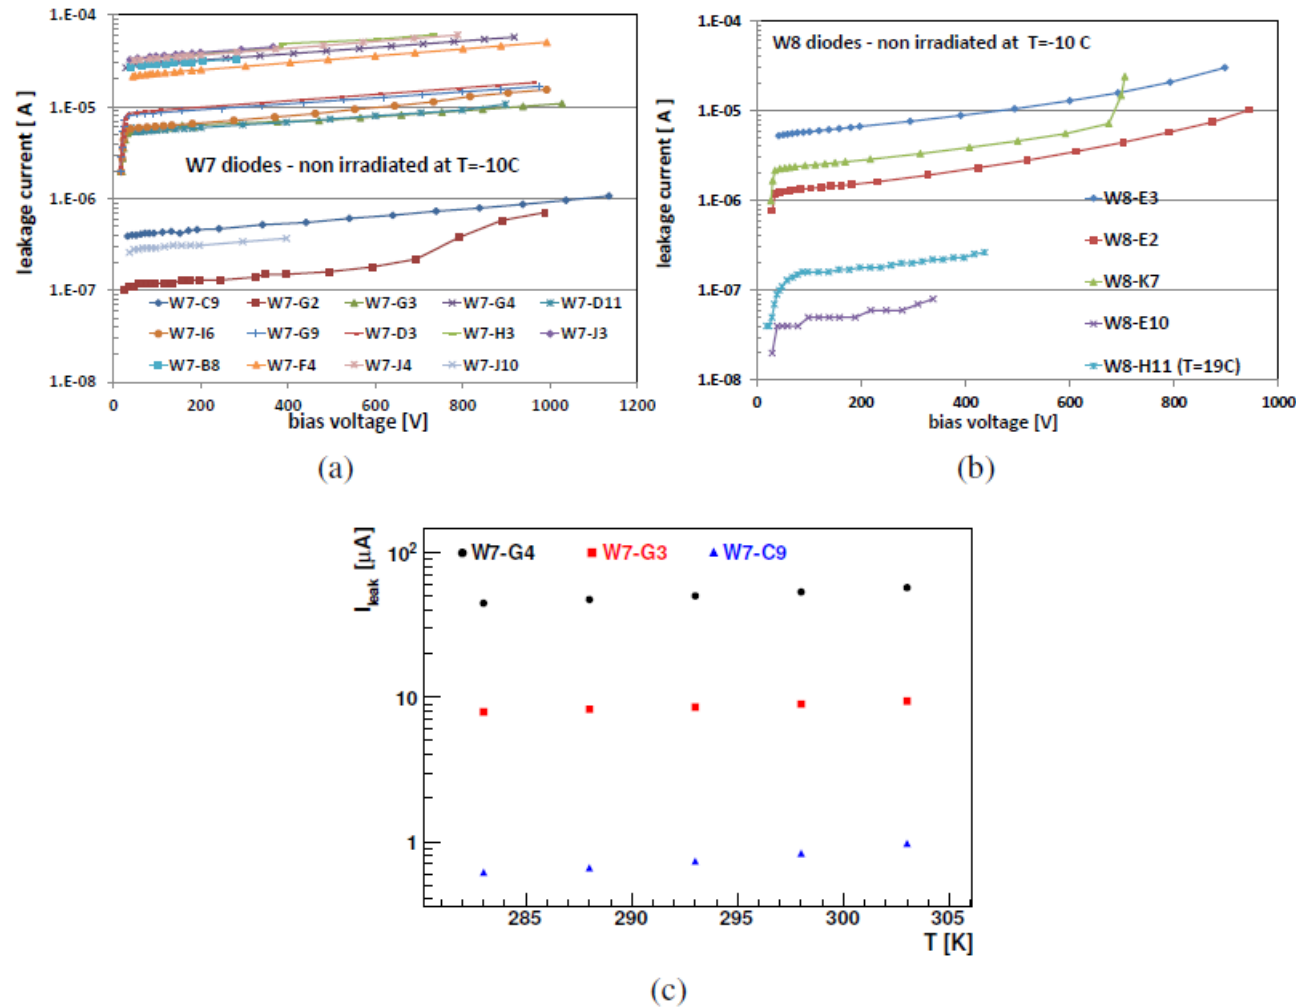 1.E-04
1.E-05
1.E-06
1.E-07
1.E-08
leakage current [ A ]
W7 diodes - non irradiated at T=-10C
W7-C9 W7-G2 W7-G3 W7-G4 W7-D11
W7-I6 W7-G9 W7-D3 W7-H3 W7-J3
W7-B8 W7-F4 W7-J4 W7-J10
0 200 400 600 800 1000 1200
bias voltage [V]
(a)
1.E-04
1.E-05
1.E-06
1.E-07
1.E-08
leakage current [ A ]
W8 diodes - non irradiated at T=-10 C
W8-E3
W8-E2
W8-K7
W8-E10
W8-H11 (T=19C)
0 200 400 600 800 1000
bias voltage [V]
(b)
I_leak [μA]
10²
10
1
W7-G4 W7-G3 W7-C9
285 290 295 300 305
T [K]
(c)